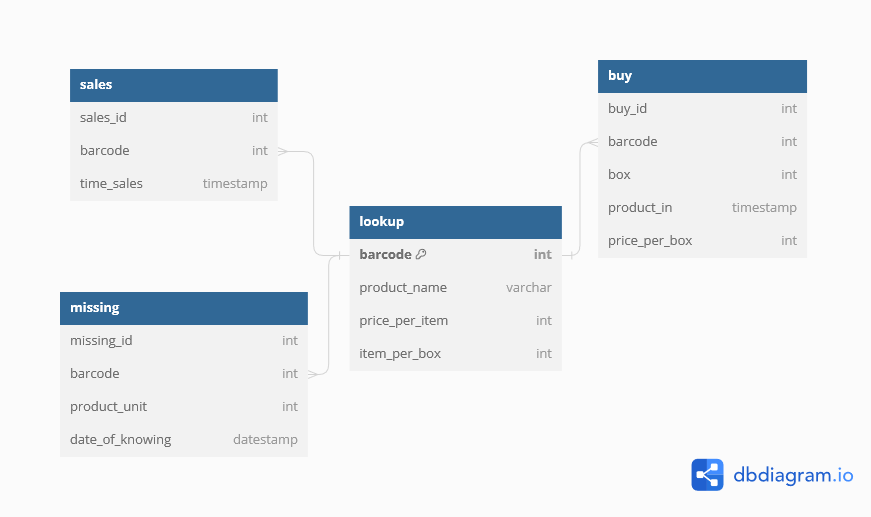 sales
sales_id int
barcode int
time_sales timestamp
missing
missing_id int
barcode int
product_unit int
date_of_knowing datestamp
lookup
barcode int
product_name varchar
price_per_item int
item_per_box int
buy
buy_id int
barcode int
box int
product_in timestamp
price_per_box int
dbdiagram.io